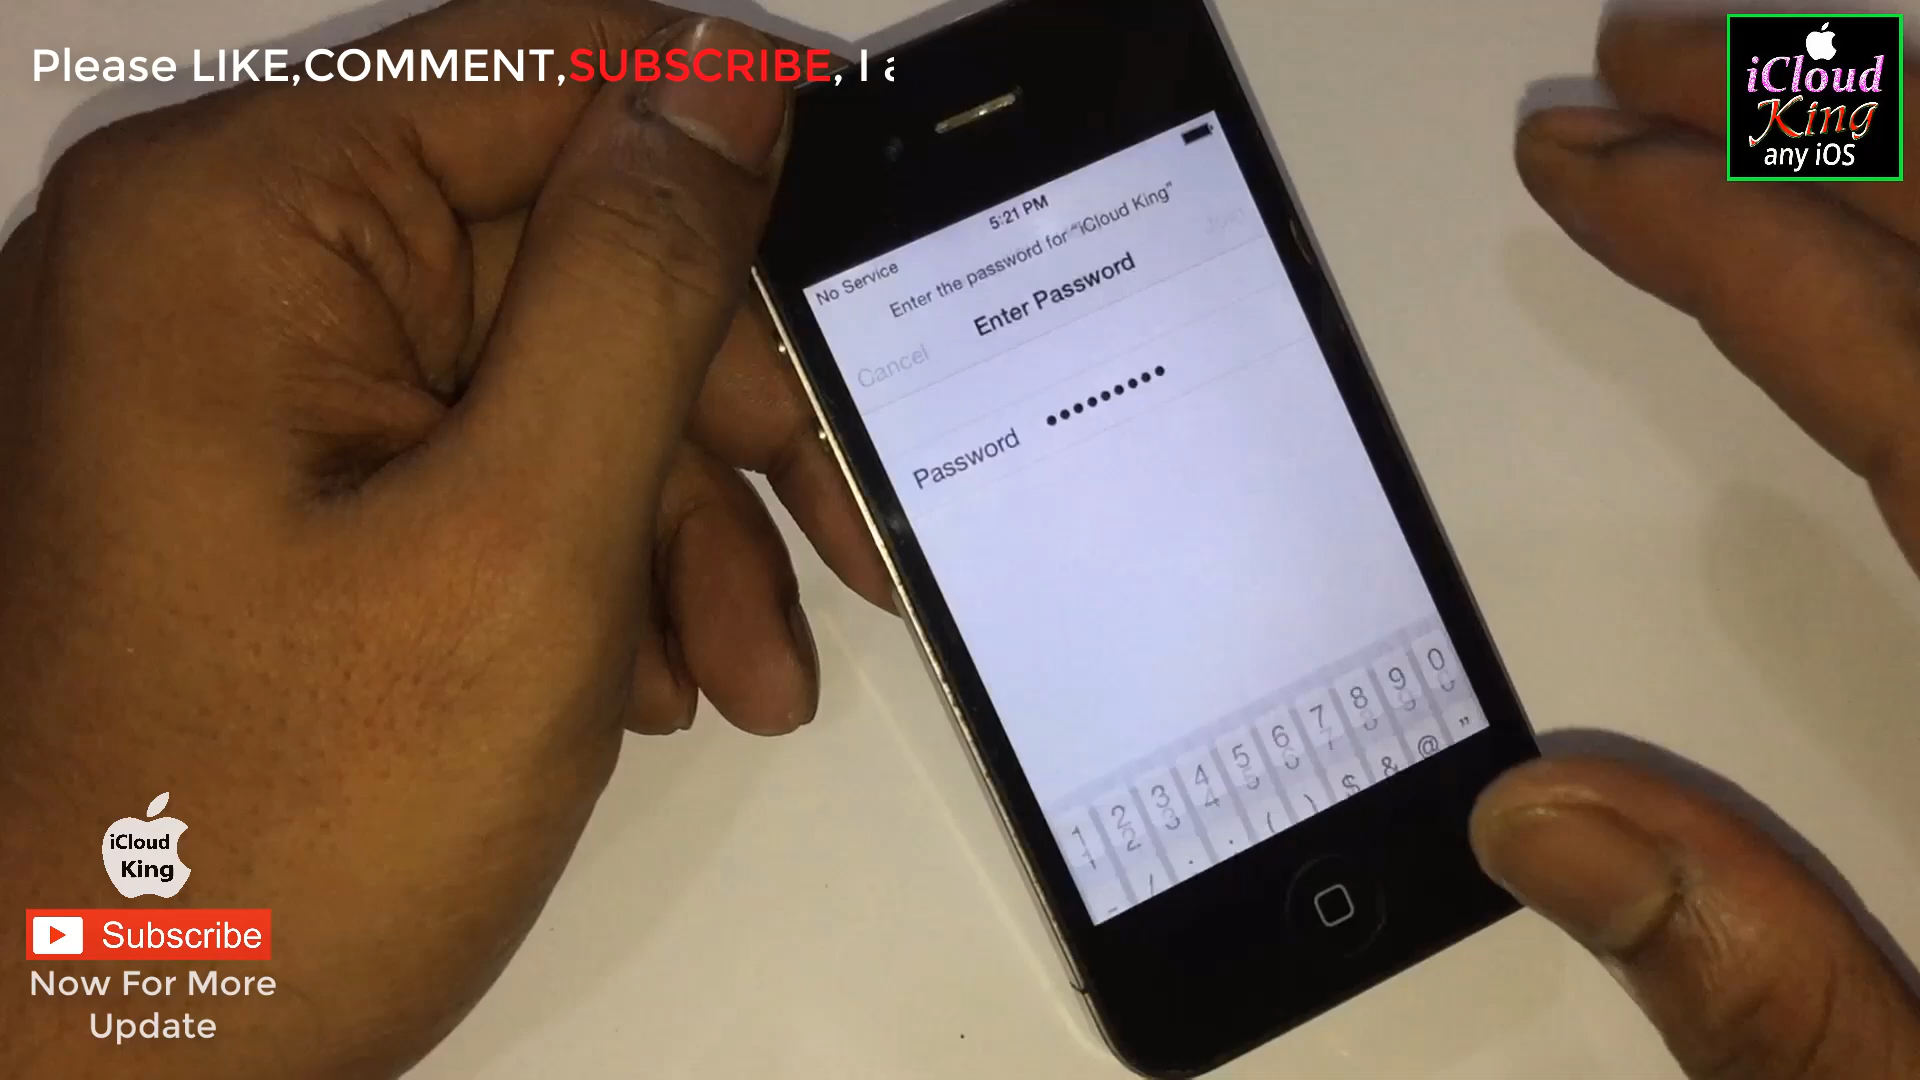 Please LIKE,COMMENT,SUBSCRIBE, I a
iCloud
King
any iOS
No Service
5:21 PM
Enter the password for "iCloud King"
Cancel
Enter Password
Join
Password •••••••••
1 2 3 4 5 6 7 8 9 0
- / . . ( ) $ & @ "
iCloud
King
Subscribe
Now For More
Update